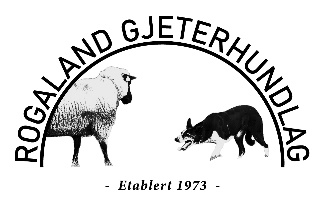 ROGALAND GJETERHUNDLAG
- Etablert 1973 -